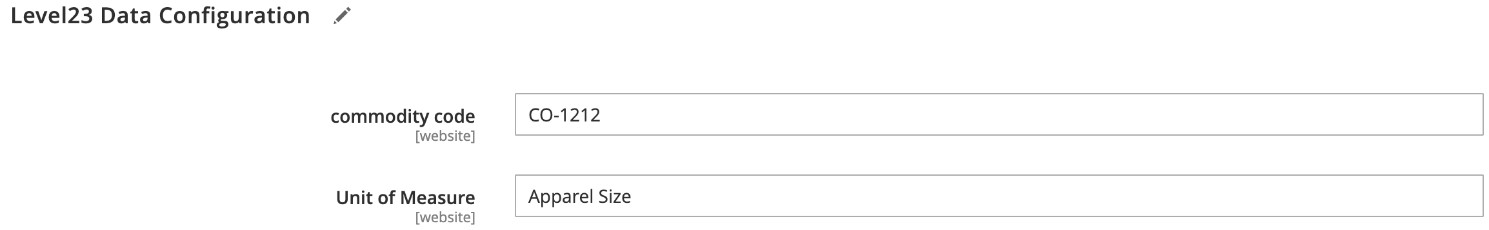 Level23 Data Configuration
commodity code
CO-1212
[website]
Unit of Measure
Apparel Size
[website]